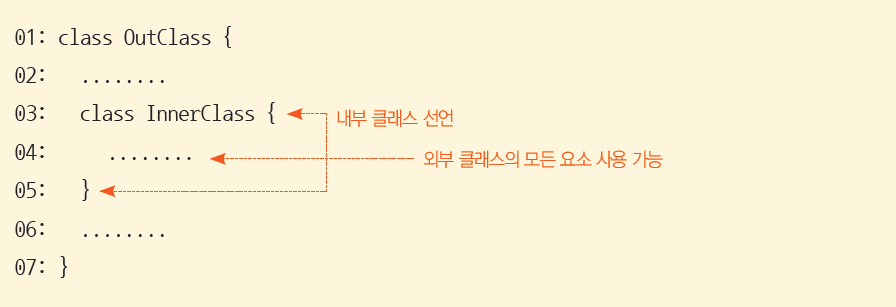 01: class OutClass {
02: ........
03: class InnerClass { 내부 클래스 선언
04: ........ 외부 클래스의 모든 요소 사용 가능
05: }
06: ........
07: }